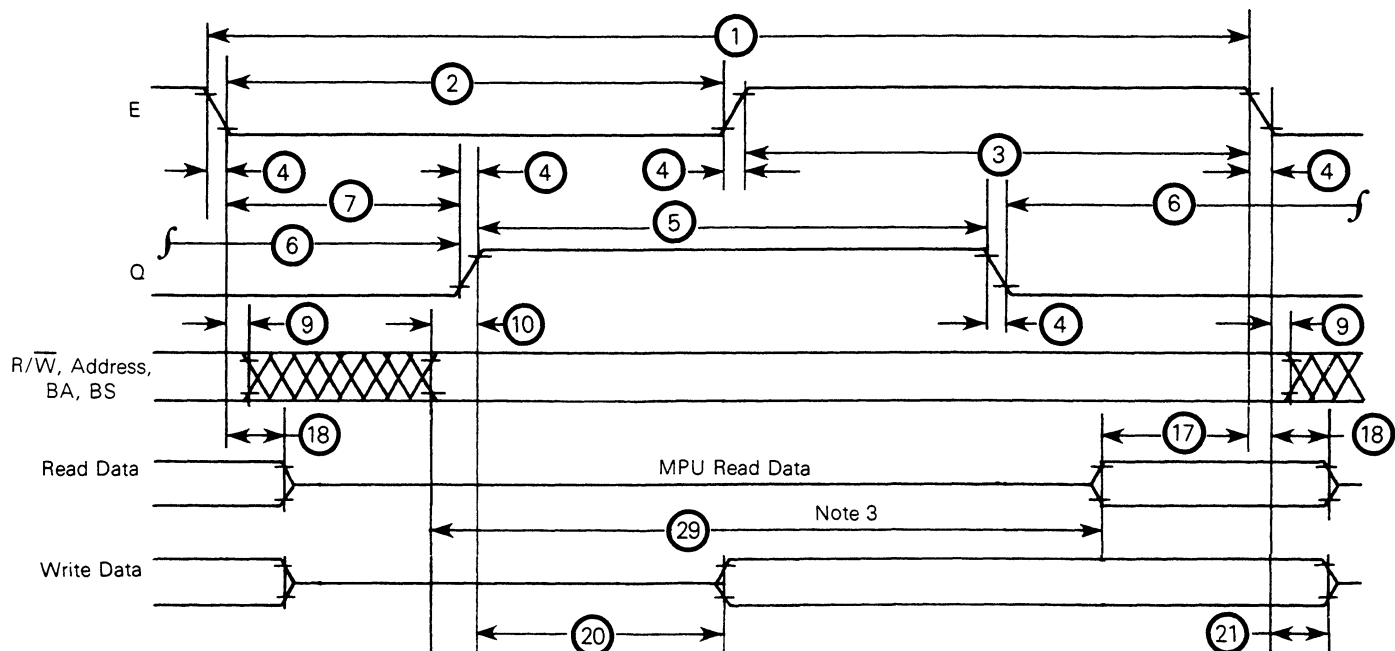 1
2
E
3
4
4
4
4
7
5
6
6
Q
9
10
4
9
R/W̅, Address,
BA, BS
18
17
18
Read Data
MPU Read Data
Note 3
29
Write Data
20
21